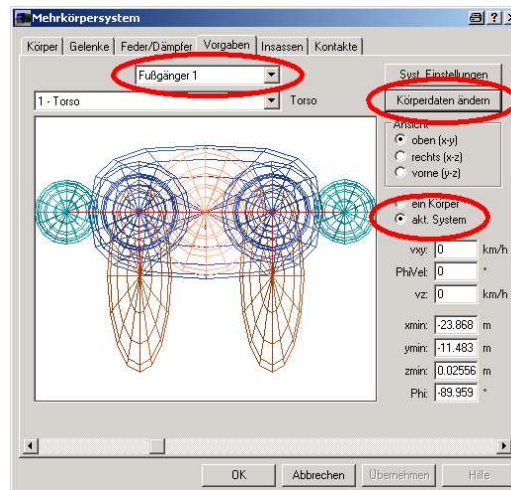 Mehrkörpersystem
Körper Gelenke Feder/Dämpfer Vorgaben Insassen Kontakte
Fußgänger 1
Syst. Einstellungen
1 - Torso Torso
Körperdaten ändern
Ansicht
oben (x-y)
rechts (x-z)
vorne (y-z)
ein Körper
akt. System
vxy: 0 km/h
PhiVel: 0 °
vz: 0 km/h
xmin: -23.868 m
ymin: -11.483 m
zmin: 0.02556 m
Phi: -89.959 °
OK Abbrechen Übernehmen Hilfe